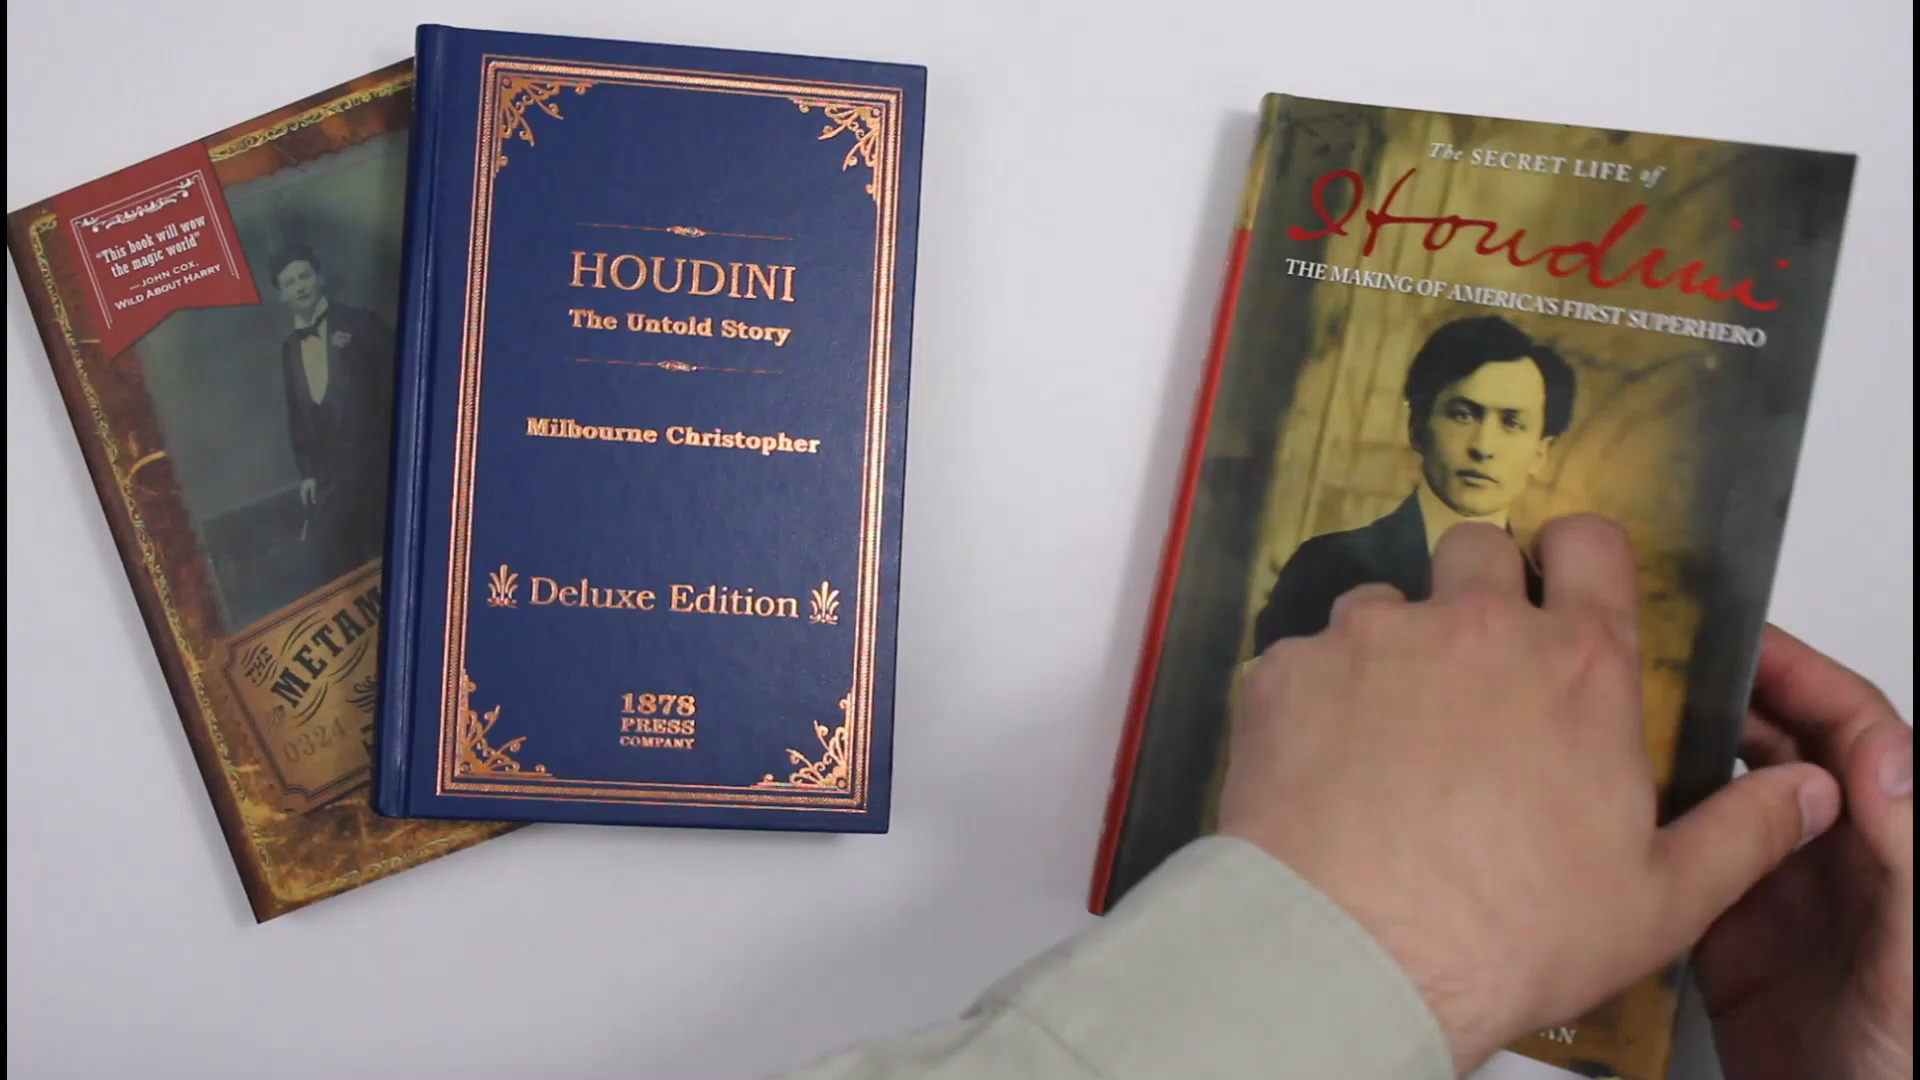 "This book will wow
the magic world"
—JOHN COX,
WILD ABOUT HARRY
THE
METAM
0324
HOUDINI
The Untold Story
Milbourne Christopher
Deluxe Edition
1878
PRESS
COMPANY
The SECRET LIFE of
Houdini
THE MAKING OF AMERICA'S FIRST SUPERHERO
AN